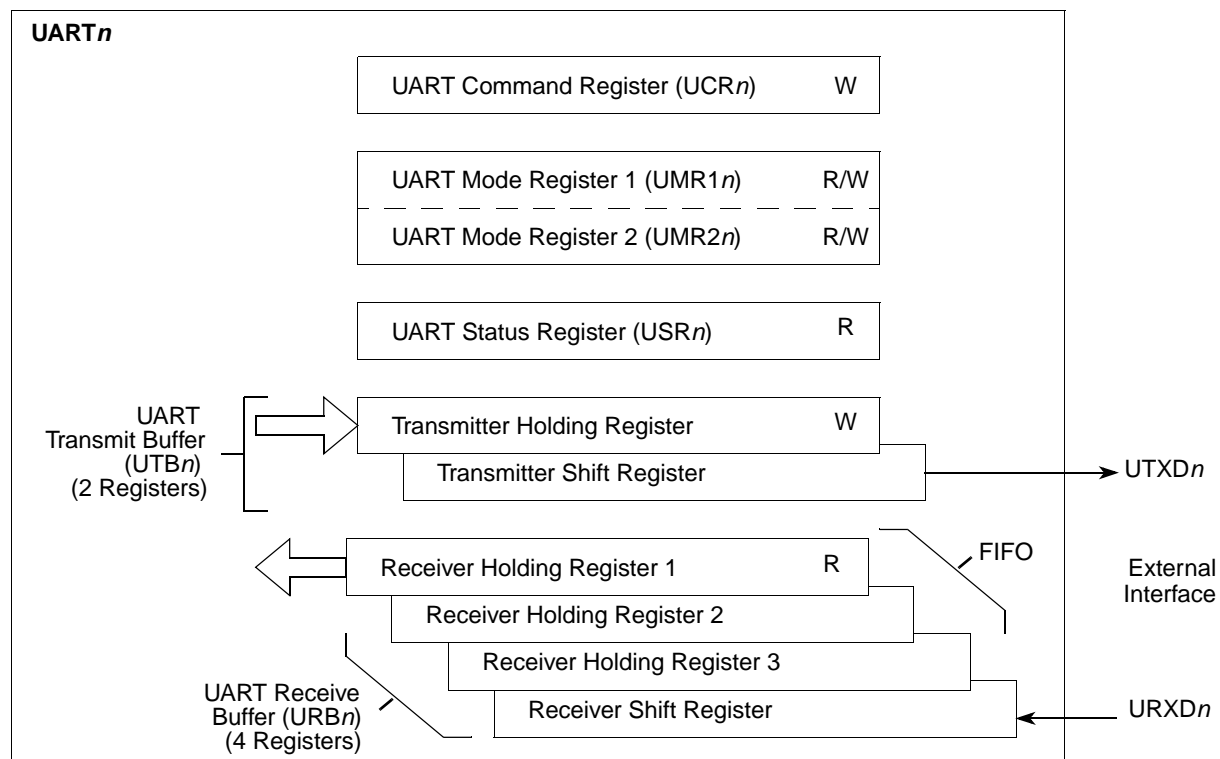 UARTn
UART Command Register (UCRn) W
UART Mode Register 1 (UMR1n) R/W
UART Mode Register 2 (UMR2n) R/W
UART Status Register (USRn) R
UART
Transmit Buffer
(UTBn)
(2 Registers)
Transmitter Holding Register W
Transmitter Shift Register
UTXDn
FIFO
External
Interface
Receiver Holding Register 1 R
Receiver Holding Register 2
Receiver Holding Register 3
Receiver Shift Register
UART Receive
Buffer (URBn)
(4 Registers)
URXDn